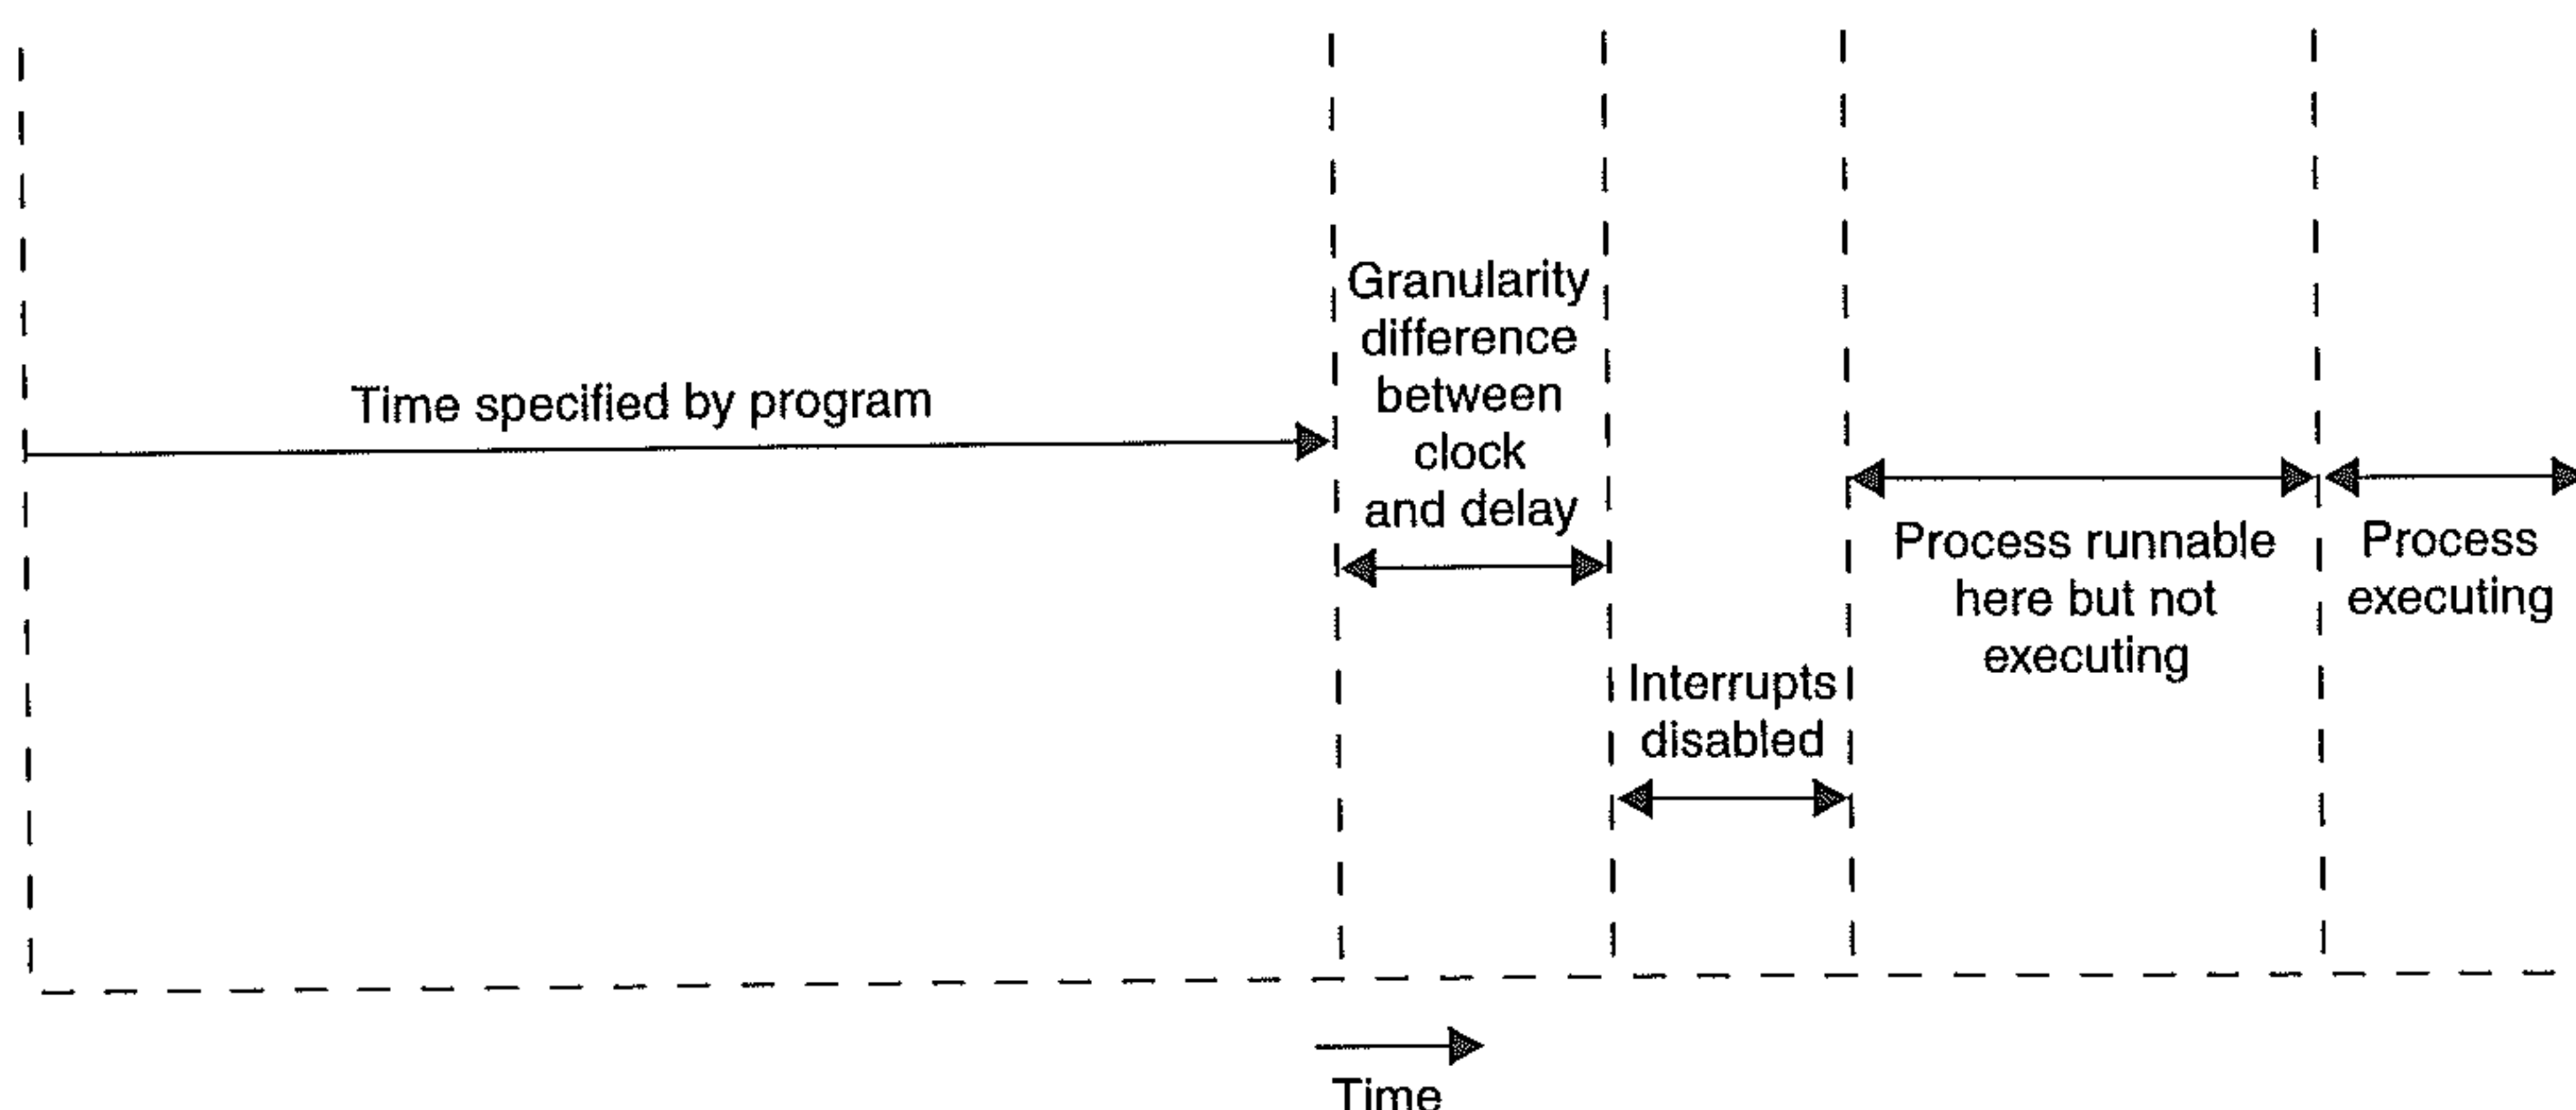 Time specified by program
Granularity
difference
between
clock
and delay
Interrupts
disabled
Process runnable
here but not
executing
Process
executing
Time